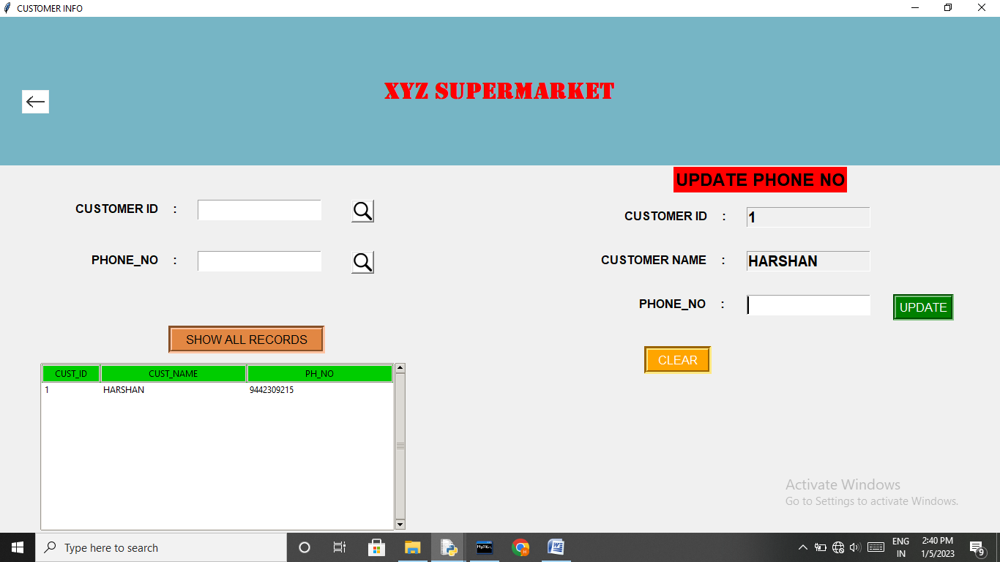 CUSTOMER INFO
XYZ SUPERMARKET
UPDATE PHONE NO
CUSTOMER ID :
CUSTOMER ID : 1
PHONE_NO :
CUSTOMER NAME : HARSHAN
PHONE_NO :
UPDATE
SHOW ALL RECORDS
CLEAR
CUST_ID CUST_NAME PH_NO
1 HARSHAN 9442309215
Activate Windows
Go to Settings to activate Windows.
Type here to search
MySQL
W
H
ENG
IN
2:40 PM
1/5/2023
9